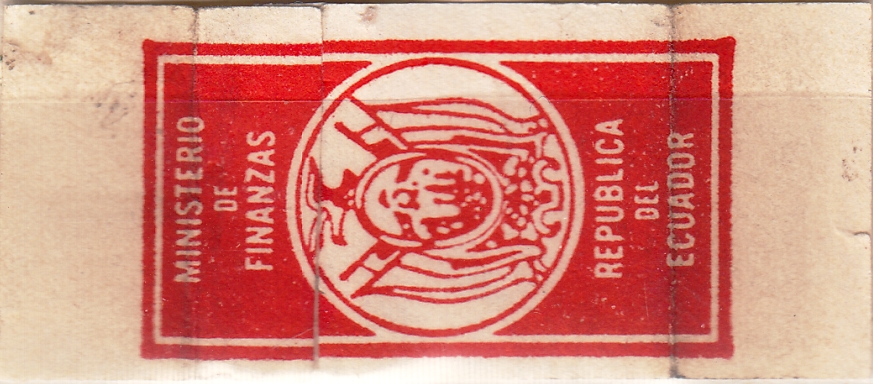 MINISTERIO
DE
FINANZAS
REPUBLICA
DEL
ECUADOR